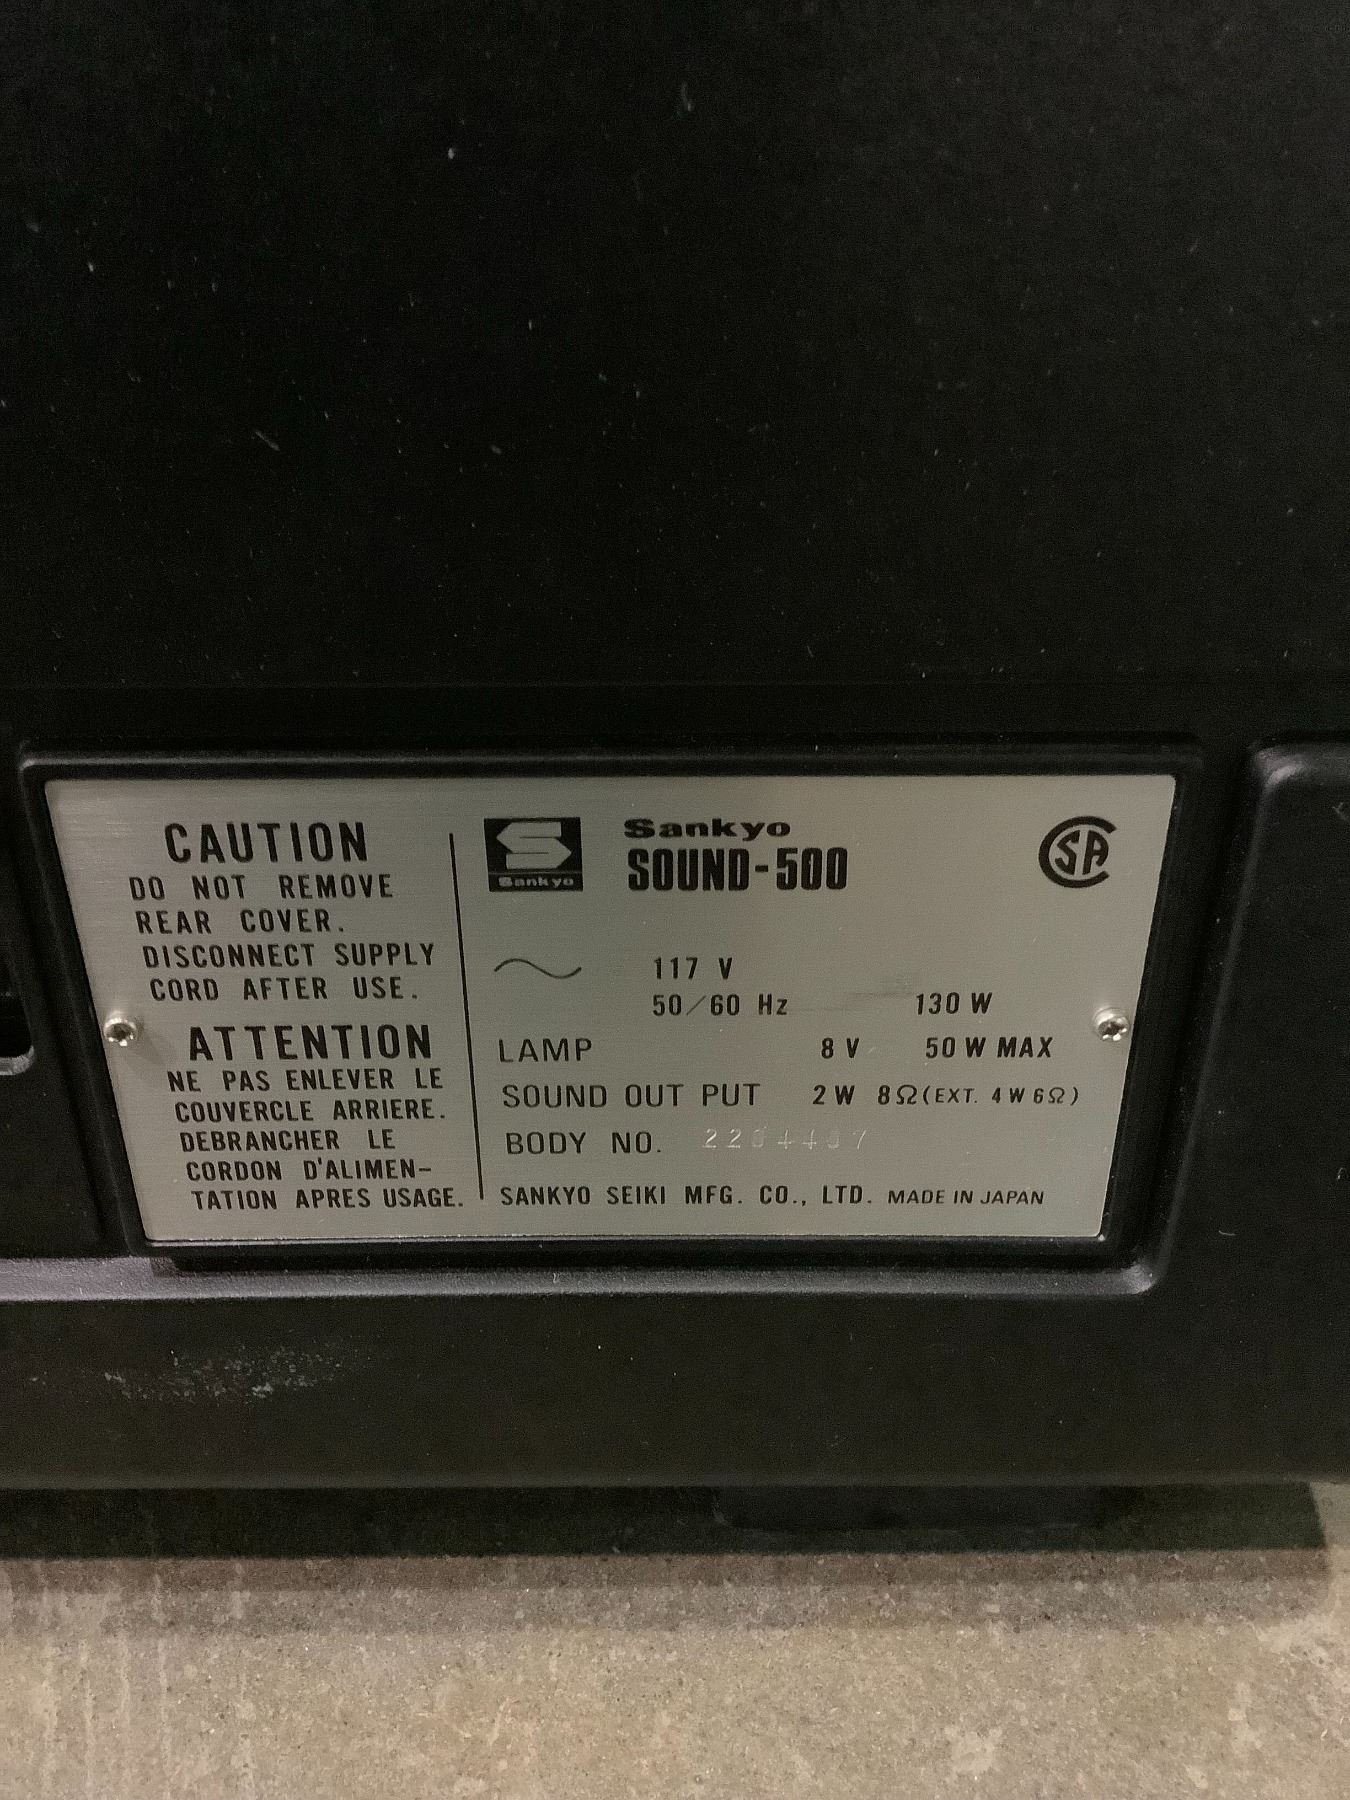 CAUTION
DO NOT REMOVE
REAR COVER.
DISCONNECT SUPPLY
CORD AFTER USE.
ATTENTION
NE PAS ENLEVER LE
COUVERCLE ARRIERE.
DEBRANCHER LE
CORDON D'ALIMEN-
TATION APRES USAGE.
Sankyo
Sankyo
SOUND-500
SA
117 V
50/60 Hz 130 W
LAMP 8 V 50 W MAX
SOUND OUT PUT 2 W 8Ω (EXT. 4 W 6Ω)
BODY NO.
SANKYO SEIKI MFG. CO., LTD. MADE IN JAPAN